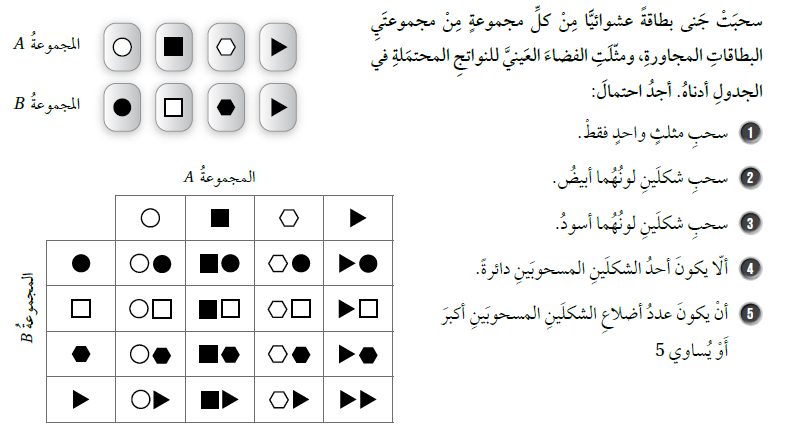 سحبَتْ جَنى بطاقةً عشوائيًّا مِنْ كلِّ مجموعةٍ مِنْ مجموعتَيِ
البطاقاتِ المجاورةِ، ومثّلَتِ الفضاءَ العَينيَّ للنواتجِ المحتمَلةِ في
الجدولِ أدناهُ. أجدُ احتمالَ:
1 سحبِ مثلثٍ واحدٍ فقطْ.
2 سحبِ شكلَينِ لونُهُما أبيضُ.
3 سحبِ شكلَينِ لونُهُما أسودُ.
4 ألّا يكونَ أحدُ الشكلَينِ المسحوبَينِ دائرةً.
5 أنْ يكونَ عددُ أضلاعِ الشكلَينِ المسحوبَينِ أكبرَ
أَوْ يُساوي 5
المجموعةُ A
المجموعةُ B
المجموعةُ A
المجموعةُ B